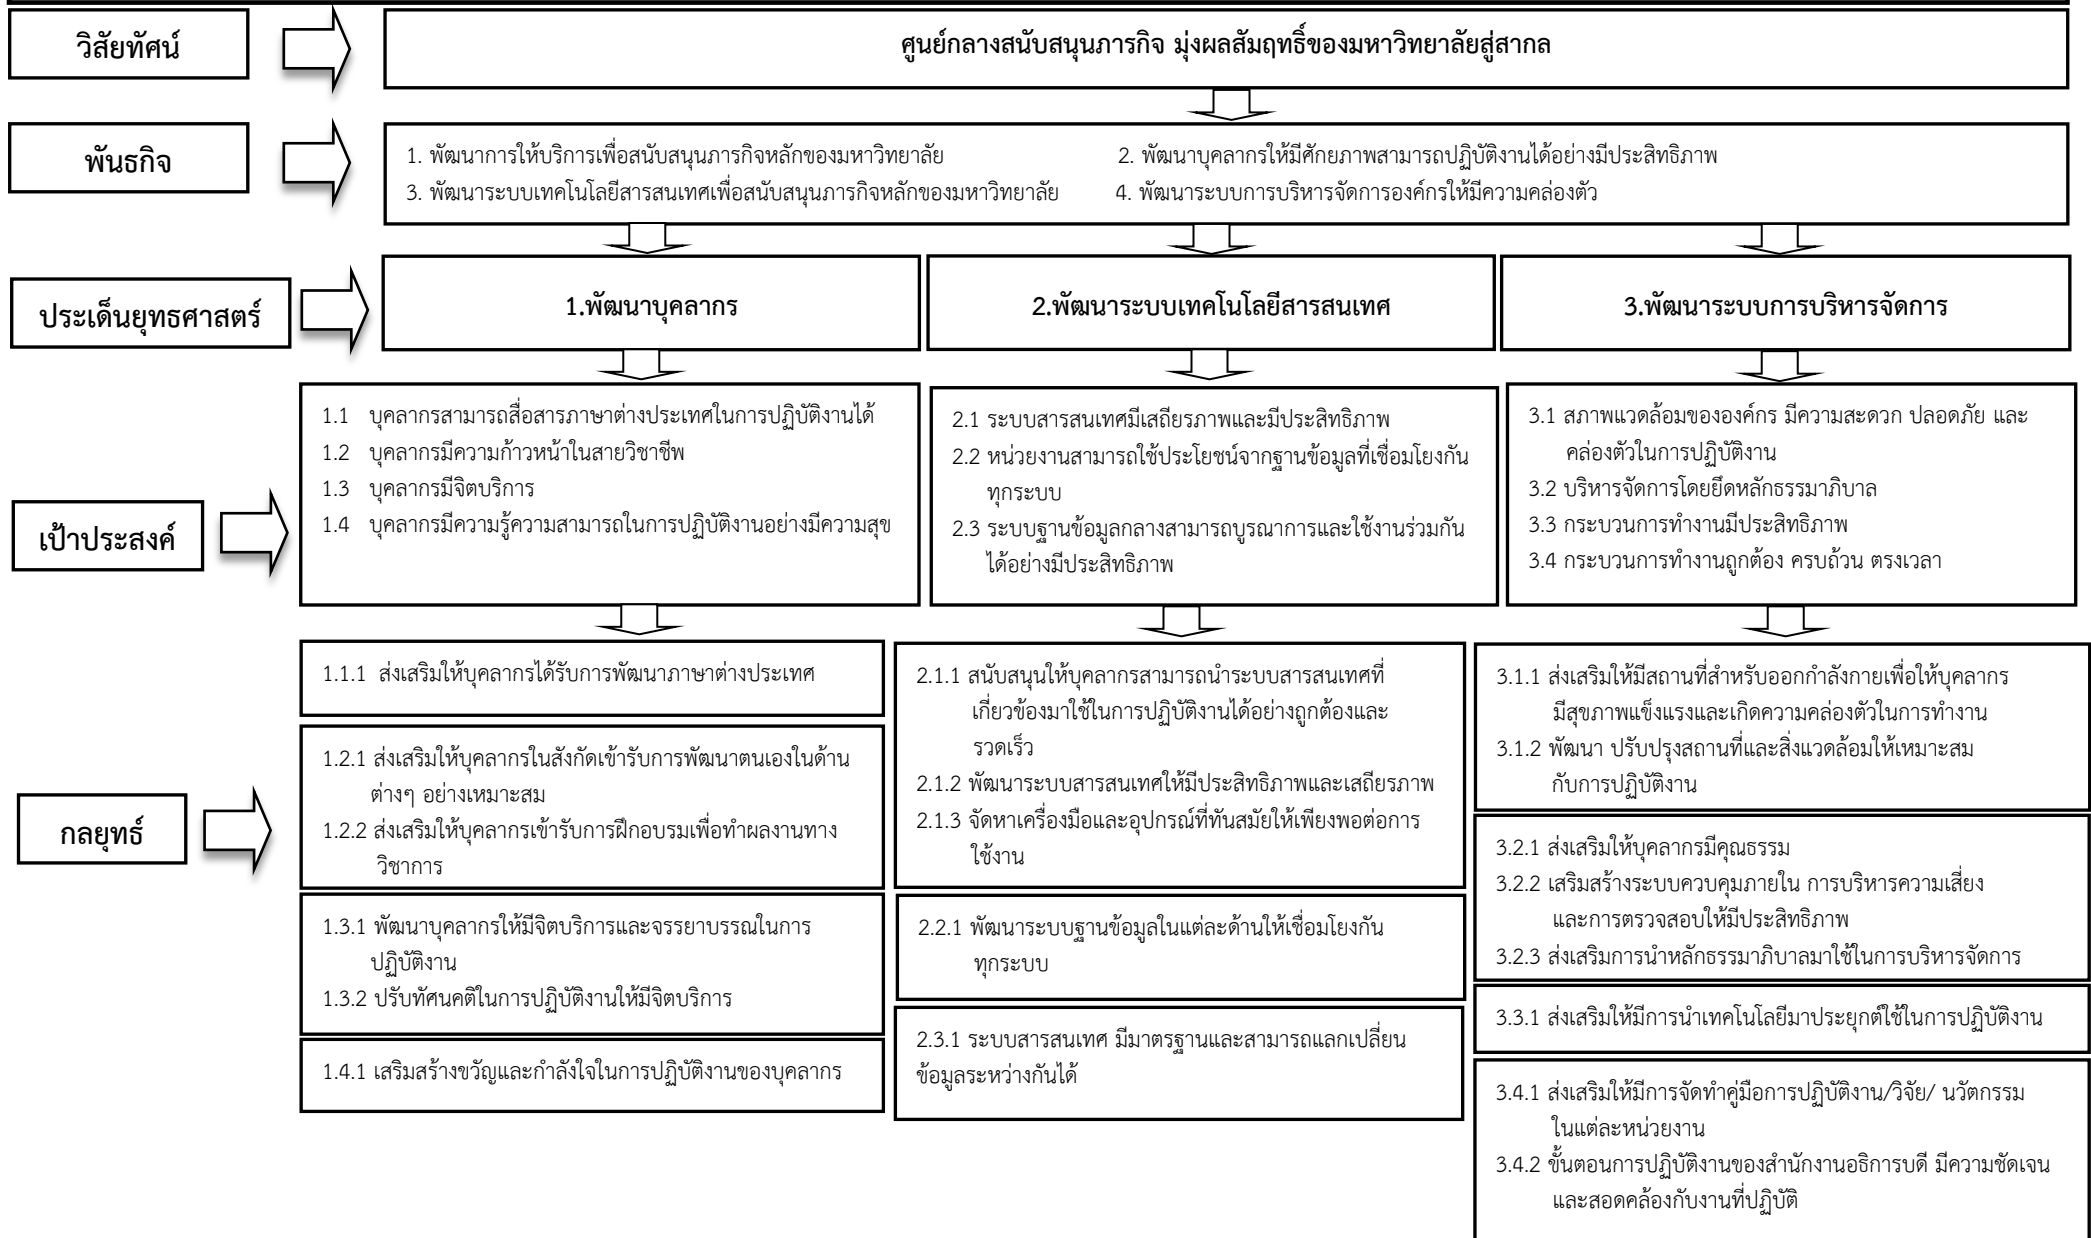 วิสัยทัศน์
ศูนย์กลางสนับสนุนภารกิจ มุ่งผลสัมฤทธิ์ของมหาวิทยาลัยสู่สากล
พันธกิจ
1. พัฒนาการให้บริการเพื่อสนับสนุนภารกิจหลักของมหาวิทยาลัย
2. พัฒนาบุคลากรให้มีศักยภาพสามารถปฏิบัติงานได้อย่างมีประสิทธิภาพ
3. พัฒนาระบบเทคโนโลยีสารสนเทศเพื่อสนับสนุนภารกิจหลักของมหาวิทยาลัย
4. พัฒนาระบบการบริหารจัดการองค์กรให้มีความคล่องตัว
ประเด็นยุทธศาสตร์
1.พัฒนาบุคลากร
2.พัฒนาระบบเทคโนโลยีสารสนเทศ
3.พัฒนาระบบการบริหารจัดการ
เป้าประสงค์
1.1 บุคลากรสามารถสื่อสารภาษาต่างประเทศในการปฏิบัติงานได้
1.2 บุคลากรมีความก้าวหน้าในสายวิชาชีพ
1.3 บุคลากรมีจิตบริการ
1.4 บุคลากรมีความรู้ความสามารถในการปฏิบัติงานอย่างมีความสุข
2.1 ระบบสารสนเทศมีเสถียรภาพและมีประสิทธิภาพ
2.2 หน่วยงานสามารถใช้ประโยชน์จากฐานข้อมูลที่เชื่อมโยงกัน
ทุกระบบ
2.3 ระบบฐานข้อมูลกลางสามารถบูรณาการและใช้งานร่วมกัน
ได้อย่างมีประสิทธิภาพ
3.1 สภาพแวดล้อมขององค์กร มีความสะดวก ปลอดภัย และ
คล่องตัวในการปฏิบัติงาน
3.2 บริหารจัดการโดยยึดหลักธรรมาภิบาล
3.3 กระบวนการทำงานมีประสิทธิภาพ
3.4 กระบวนการทำงานถูกต้อง ครบถ้วน ตรงเวลา
กลยุทธ์
1.1.1 ส่งเสริมให้บุคลากรได้รับการพัฒนาภาษาต่างประเทศ
1.2.1 ส่งเสริมให้บุคลากรในสังกัดเข้ารับการพัฒนาตนเองในด้าน
ต่างๆ อย่างเหมาะสม
1.2.2 ส่งเสริมให้บุคลากรเข้ารับการฝึกอบรมเพื่อทำผลงานทาง
วิชาการ
1.3.1 พัฒนาบุคลากรให้มีจิตบริการและจรรยาบรรณในการ
ปฏิบัติงาน
1.3.2 ปรับทัศนคติในการปฏิบัติงานให้มีจิตบริการ
1.4.1 เสริมสร้างขวัญและกำลังใจในการปฏิบัติงานของบุคลากร
2.1.1 สนับสนุนให้บุคลากรสามารถนำระบบสารสนเทศที่
เกี่ยวข้องมาใช้ในการปฏิบัติงานได้อย่างถูกต้องและ
รวดเร็ว
2.1.2 พัฒนาระบบสารสนเทศให้มีประสิทธิภาพและเสถียรภาพ
2.1.3 จัดหาเครื่องมือและอุปกรณ์ที่ทันสมัยให้เพียงพอต่อการ
ใช้งาน
2.2.1 พัฒนาระบบฐานข้อมูลในแต่ละด้านให้เชื่อมโยงกัน
ทุกระบบ
2.3.1 ระบบสารสนเทศ มีมาตรฐานและสามารถแลกเปลี่ยน
ข้อมูลระหว่างกันได้
3.1.1 ส่งเสริมให้มีสถานที่สำหรับออกกำลังกายเพื่อให้บุคลากร
มีสุขภาพแข็งแรงและเกิดความคล่องตัวในการทำงาน
3.1.2 พัฒนา ปรับปรุงสถานที่และสิ่งแวดล้อมให้เหมาะสม
กับการปฏิบัติงาน
3.2.1 ส่งเสริมให้บุคลากรมีคุณธรรม
3.2.2 เสริมสร้างระบบควบคุมภายใน การบริหารความเสี่ยง
และการตรวจสอบให้มีประสิทธิภาพ
3.2.3 ส่งเสริมการนำหลักธรรมาภิบาลมาใช้ในการบริหารจัดการ
3.3.1 ส่งเสริมให้มีการนำเทคโนโลยีมาประยุกต์ใช้ในการปฏิบัติงาน
3.4.1 ส่งเสริมให้มีการจัดทำคู่มือการปฏิบัติงาน/วิจัย/ นวัตกรรม
ในแต่ละหน่วยงาน
3.4.2 ขั้นตอนการปฏิบัติงานของสำนักงานอธิการบดี มีความชัดเจน
และสอดคล้องกับงานที่ปฏิบัติ